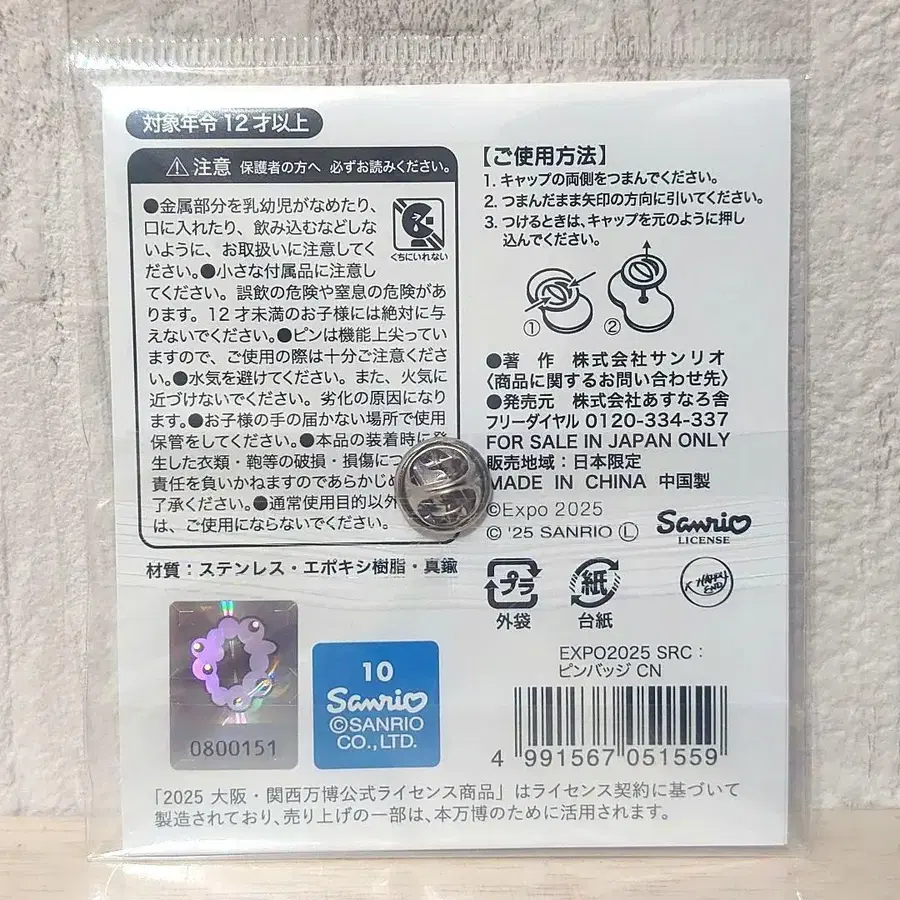 対象年令12才以上
⚠注意 保護者の方へ 必ずお読みください。
●金属部分を乳幼児がなめたり、
口に入れたり、飲み込むなどしな
いように、お取扱いに注意してく
ださい。●小さな付属品に注意し
てください。誤飲の危険や窒息の危険があ
ります。12才未満のお子様には絶対に与
えないでください。●ピンは機能上尖ってい
ますので、ご使用の際は十分ご注意くださ
い。●水気を避けてください。また、火気に
近づけないでください。劣化の原因になり
ます。●お子様の手の届かない場所で使用
保管をしてください。●本品の装着時に発
生した衣類・鞄等の破損・損傷につ
責任を負いかねますのであらかじめ
了承ください。●通常使用目的以外
は、ご使用にならないでください。
くちにいれない
材質：ステンレス・エポキシ樹脂・真鍮
【ご使用方法】
1. キャップの両側をつまんでください。
2. つまんだまま矢印の方向に引いてください。
3. つけるときは、キャップを元のように押し
込んでください。
① ②
●著 作 株式会社サンリオ
〈商品に関するお問い合わせ先〉
●発売元 株式会社あすなろ舎
フリーダイヤル 0120-334-337
FOR SALE IN JAPAN ONLY
販売地域：日本限定
MADE IN CHINA 中国製
©Expo 2025
© '25 SANRIO Ⓛ
Sanrio
LICENSE
プラ
外袋
紙
台紙
K HAPPY
END
EXPO2025 SRC：
ピンバッジ CN
4 991567 051559
0800151
10
Sanrio
©SANRIO
CO.,LTD.
「2025 大阪・関西万博公式ライセンス商品」はライセンス契約に基づいて
製造されており、売り上げの一部は、本万博のために活用されます。